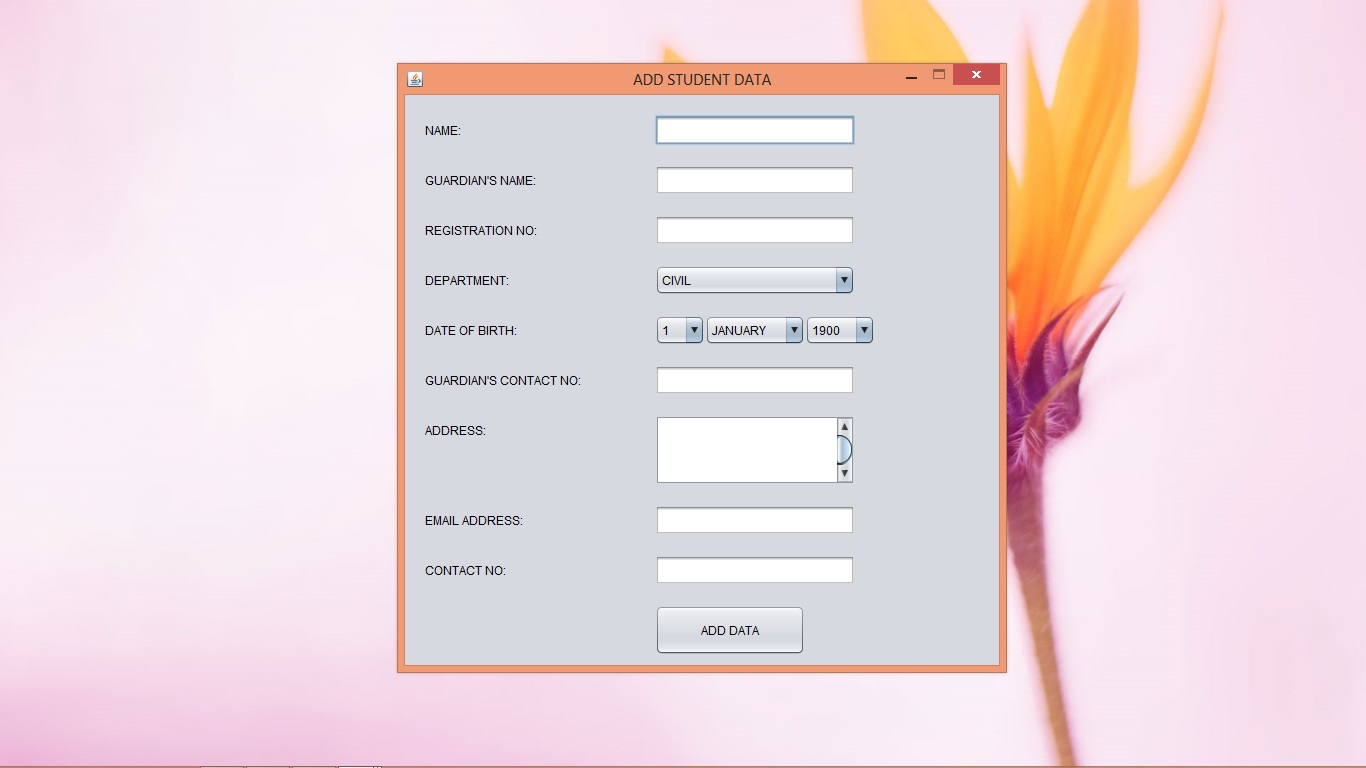 ADD STUDENT DATA
NAME:
GUARDIAN'S NAME:
REGISTRATION NO:
DEPARTMENT: CIVIL
DATE OF BIRTH: 1 JANUARY 1900
GUARDIAN'S CONTACT NO:
ADDRESS:
EMAIL ADDRESS:
CONTACT NO:
ADD DATA